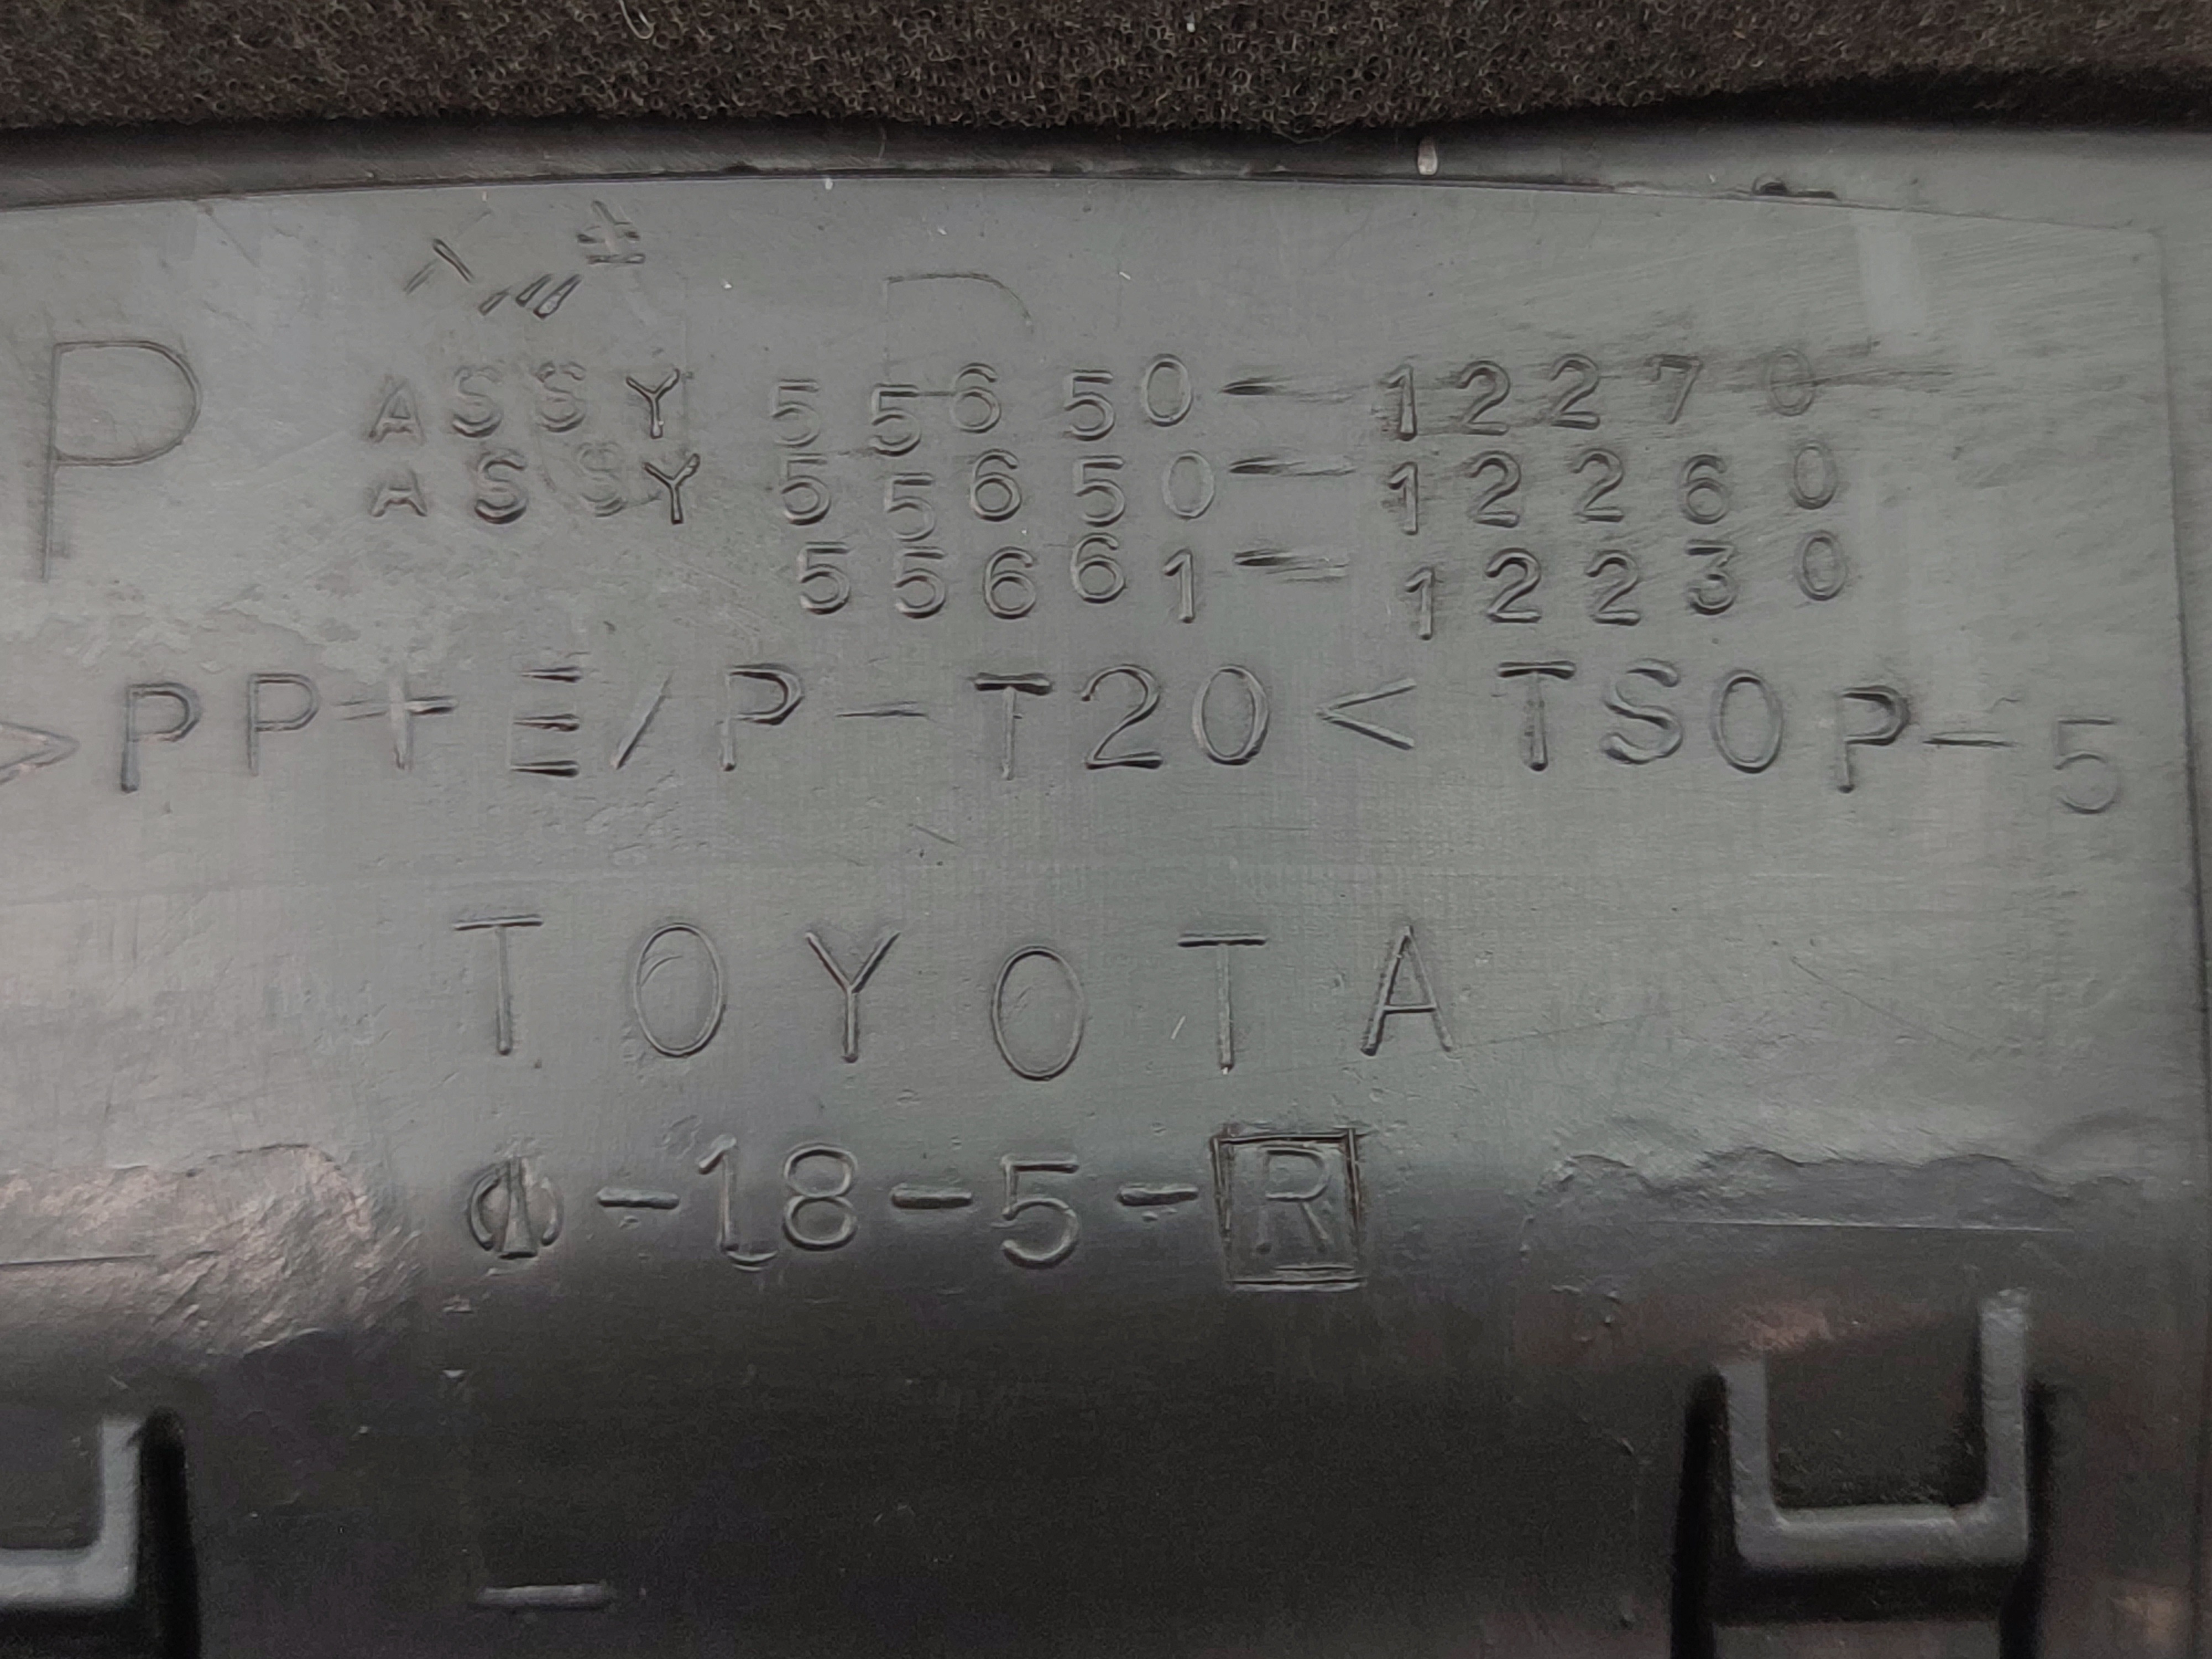 P
ASSY 55650-12270
ASSY 55650-12260
55661-12230
>PP+E/P-T20< TSOP-5
TOYOTA
-18-5-R